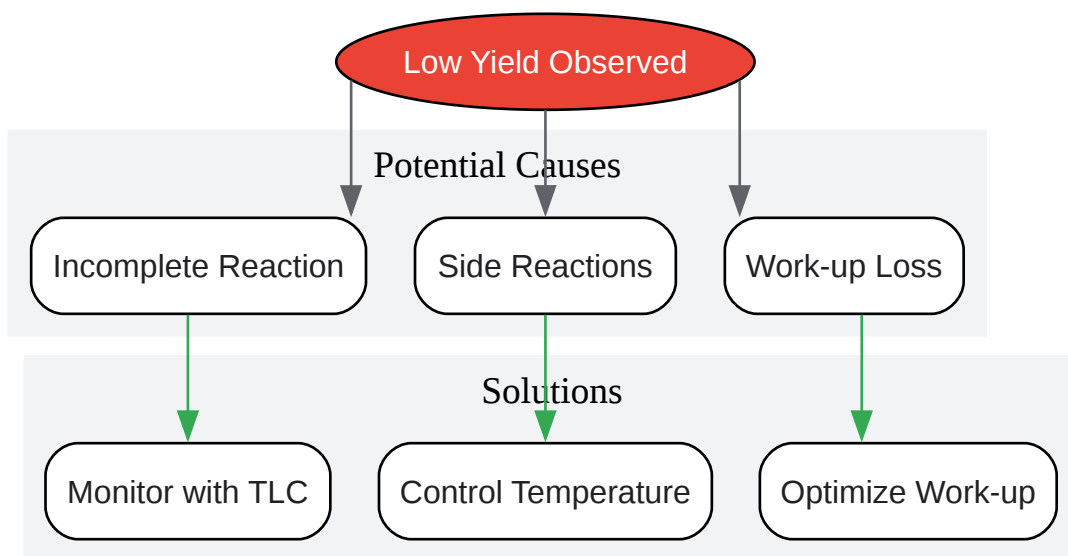 Low Yield Observed
Potential Causes
Incomplete Reaction
Side Reactions
Work-up Loss
Solutions
Monitor with TLC
Control Temperature
Optimize Work-up